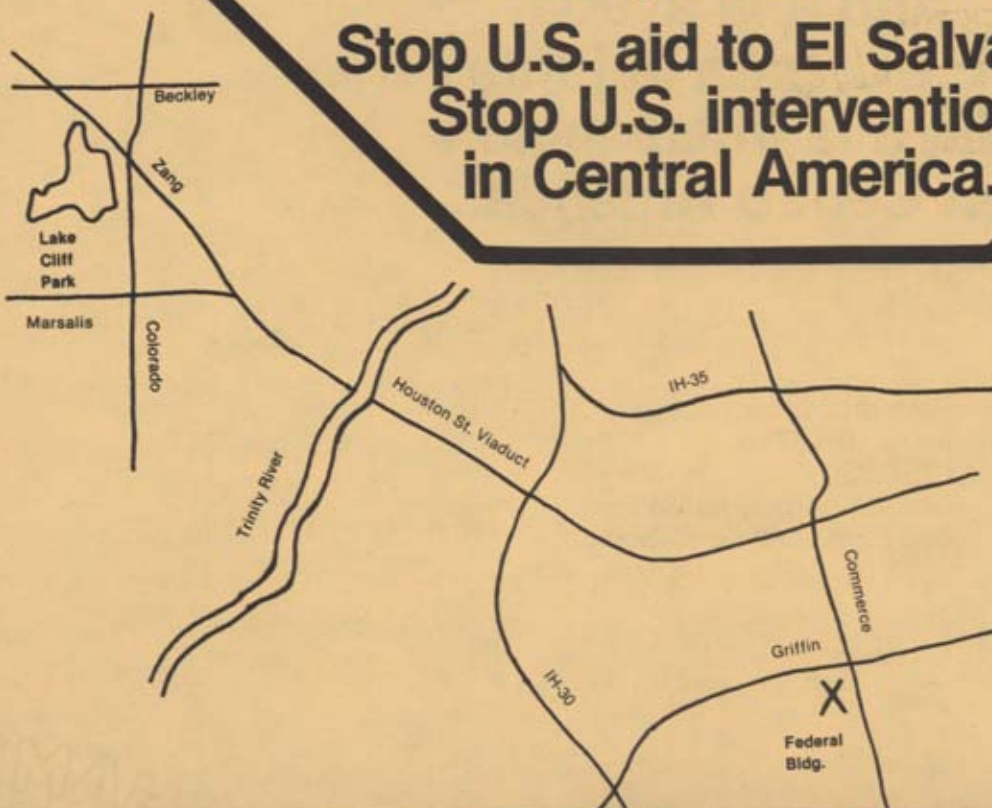 Stop U.S. aid to El Salva
Stop U.S. interventio
in Central America.
Beckley
Zang
Lake
Cliff
Park
Marsalis
Colorado
Trinity River
Houston St. Viaduct
IH-35
IH-30
Commerce
Griffin
X
Federal
Bldg.